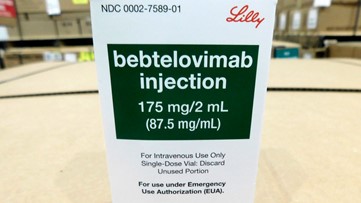 NDC 0002-7589-01
Lilly
bebtelovimab
injection
175 mg/2 mL
(87.5 mg/mL)
For Intravenous Use Only
Single-Dose Vial: Discard
Unused Portion
For use under Emergency
Use Authorization (EUA).